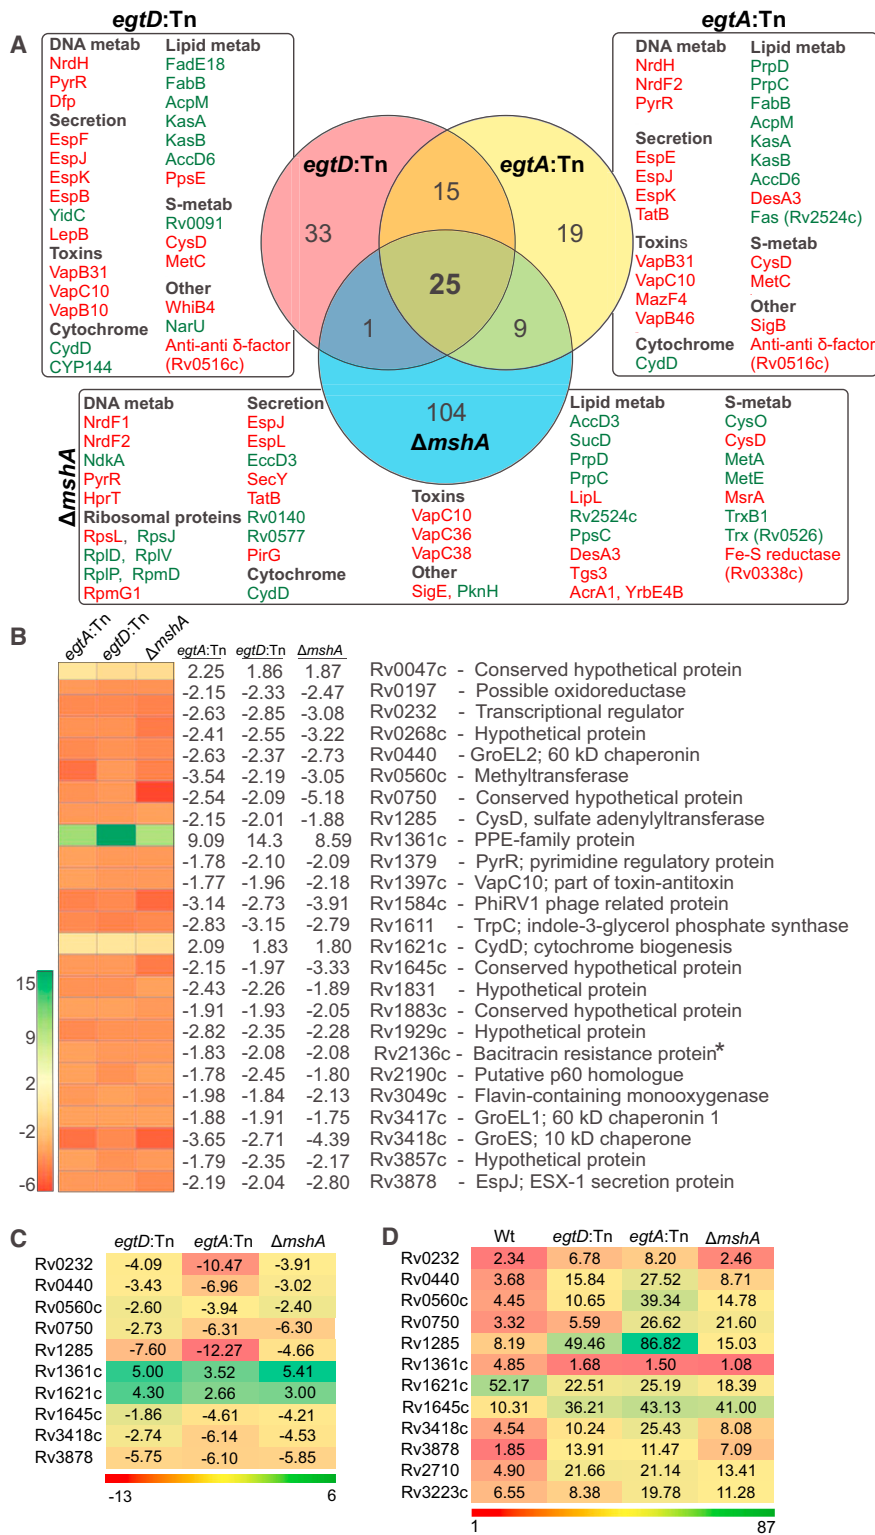 A
egtD:Tn
DNA metab
NrdH
PyrR
Dfp
Secretion
EspF
EspJ
EspK
EspB
YidC
LepB
Toxins
VapB31
VapC10
VapB10
Cytochrome
CydD
CYP144
Lipid metab
FadE18
FabB
AcpM
KasA
KasB
AccD6
PpsE
S-metab
Rv0091
CysD
MetC
Other
WhiB4
NarU
Anti-anti δ-factor
(Rv0516c)
egtA:Tn
DNA metab
NrdH
NrdF2
PyrR
Secretion
EspE
EspJ
EspK
TatB
Toxins
VapB31
VapC10
MazF4
VapB46
Cytochrome
CydD
Lipid metab
PrpD
PrpC
FabB
AcpM
KasA
KasB
AccD6
DesA3
Fas (Rv2524c)
S-metab
CysD
MetC
Other
SigB
Anti-anti δ-factor
(Rv0516c)
egtD:Tn
egtA:Tn
15
33
19
25
1
9
104
ΔmshA
ΔmshA
DNA metab
NrdF1
NrdF2
NdkA
PyrR
HprT
Ribosomal proteins
RpsL, RpsJ
RplD, RplV
RplP, RpmD
RpmG1
Secretion
EspJ
EspL
EccD3
SecY
TatB
Rv0140
Rv0577
PirG
Cytochrome
CydD
Toxins
VapC10
VapC36
VapC38
Other
SigE, PknH
Lipid metab
AccD3
SucD
PrpD
PrpC
LipL
Rv2524c
PpsC
DesA3
Tgs3
AcrA1, YrbE4B
S-metab
CysO
CysD
MetA
MetE
MsrA
TrxB1
Trx (Rv0526)
Fe-S reductase
(Rv0338c)
B
egtA:Tn egtD:Tn ΔmshA
egtA:Tn egtD:Tn ΔmshA
2.25 1.86 1.87 Rv0047c - Conserved hypothetical protein
-2.15 -2.33 -2.47 Rv0197 - Possible oxidoreductase
-2.63 -2.85 -3.08 Rv0232 - Transcriptional regulator
-2.41 -2.55 -3.22 Rv0268c - Hypothetical protein
-2.63 -2.37 -2.73 Rv0440 - GroEL2; 60 kD chaperonin
-3.54 -2.19 -3.05 Rv0560c - Methyltransferase
-2.54 -2.09 -5.18 Rv0750 - Conserved hypothetical protein
-2.15 -2.01 -1.88 Rv1285 - CysD, sulfate adenylyltransferase
9.09 14.3 8.59 Rv1361c - PPE-family protein
-1.78 -2.10 -2.09 Rv1379 - PyrR; pyrimidine regulatory protein
-1.77 -1.96 -2.18 Rv1397c - VapC10; part of toxin-antitoxin
-3.14 -2.73 -3.91 Rv1584c - PhiRV1 phage related protein
-2.83 -3.15 -2.79 Rv1611 - TrpC; indole-3-glycerol phosphate synthase
2.09 1.83 1.80 Rv1621c - CydD; cytochrome biogenesis
-2.15 -1.97 -3.33 Rv1645c - Conserved hypothetical protein
-2.43 -2.26 -1.89 Rv1831 - Hypothetical protein
-1.91 -1.93 -2.05 Rv1883c - Conserved hypothetical protein
-2.82 -2.35 -2.28 Rv1929c - Hypothetical protein
-1.83 -2.08 -2.08 Rv2136c - Bacitracin resistance protein*
-1.78 -2.45 -1.80 Rv2190c - Putative p60 homologue
-1.98 -1.84 -2.13 Rv3049c - Flavin-containing monooxygenase
-1.88 -1.91 -1.75 Rv3417c - GroEL1; 60 kD chaperonin 1
-3.65 -2.71 -4.39 Rv3418c - GroES; 10 kD chaperone
-1.79 -2.35 -2.17 Rv3857c - Hypothetical protein
-2.19 -2.04 -2.80 Rv3878 - EspJ; ESX-1 secretion protein
15
9
2
-2
-6
C
egtD:Tn egtA:Tn ΔmshA
Rv0232 -4.09 -10.47 -3.91
Rv0440 -3.43 -6.96 -3.02
Rv0560c -2.60 -3.94 -2.40
Rv0750 -2.73 -6.31 -6.30
Rv1285 -7.60 -12.27 -4.66
Rv1361c 5.00 3.52 5.41
Rv1621c 4.30 2.66 3.00
Rv1645c -1.86 -4.61 -4.21
Rv3418c -2.74 -6.14 -4.53
Rv3878 -5.75 -6.10 -5.85
-13 6
D
Wt egtD:Tn egtA:Tn ΔmshA
Rv0232 2.34 6.78 8.20 2.46
Rv0440 3.68 15.84 27.52 8.71
Rv0560c 4.45 10.65 39.34 14.78
Rv0750 3.32 5.59 26.62 21.60
Rv1285 8.19 49.46 86.82 15.03
Rv1361c 4.85 1.68 1.50 1.08
Rv1621c 52.17 22.51 25.19 18.39
Rv1645c 10.31 36.21 43.13 41.00
Rv3418c 4.54 10.24 25.43 8.08
Rv3878 1.85 13.91 11.47 7.09
Rv2710 4.90 21.66 21.14 13.41
Rv3223c 6.55 8.38 19.78 11.28
1 87